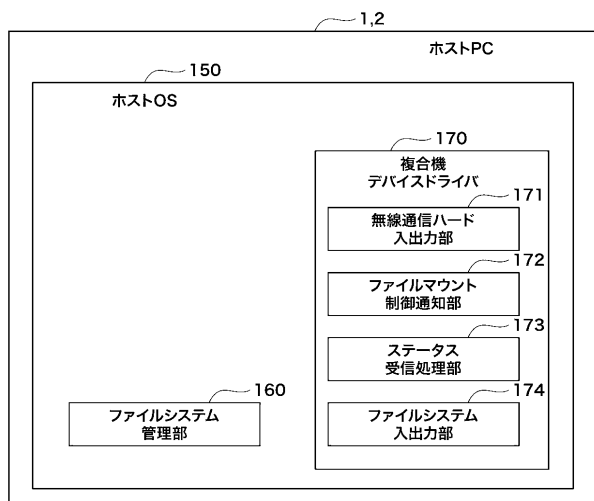 1,2
ホストPC
150
ホストOS
170
複合機
デバイスドライバ
171
無線通信ハード
入出力部
172
ファイルマウント
制御通知部
173
ステータス
受信処理部
160
ファイルシステム
管理部
174
ファイルシステム
入出力部